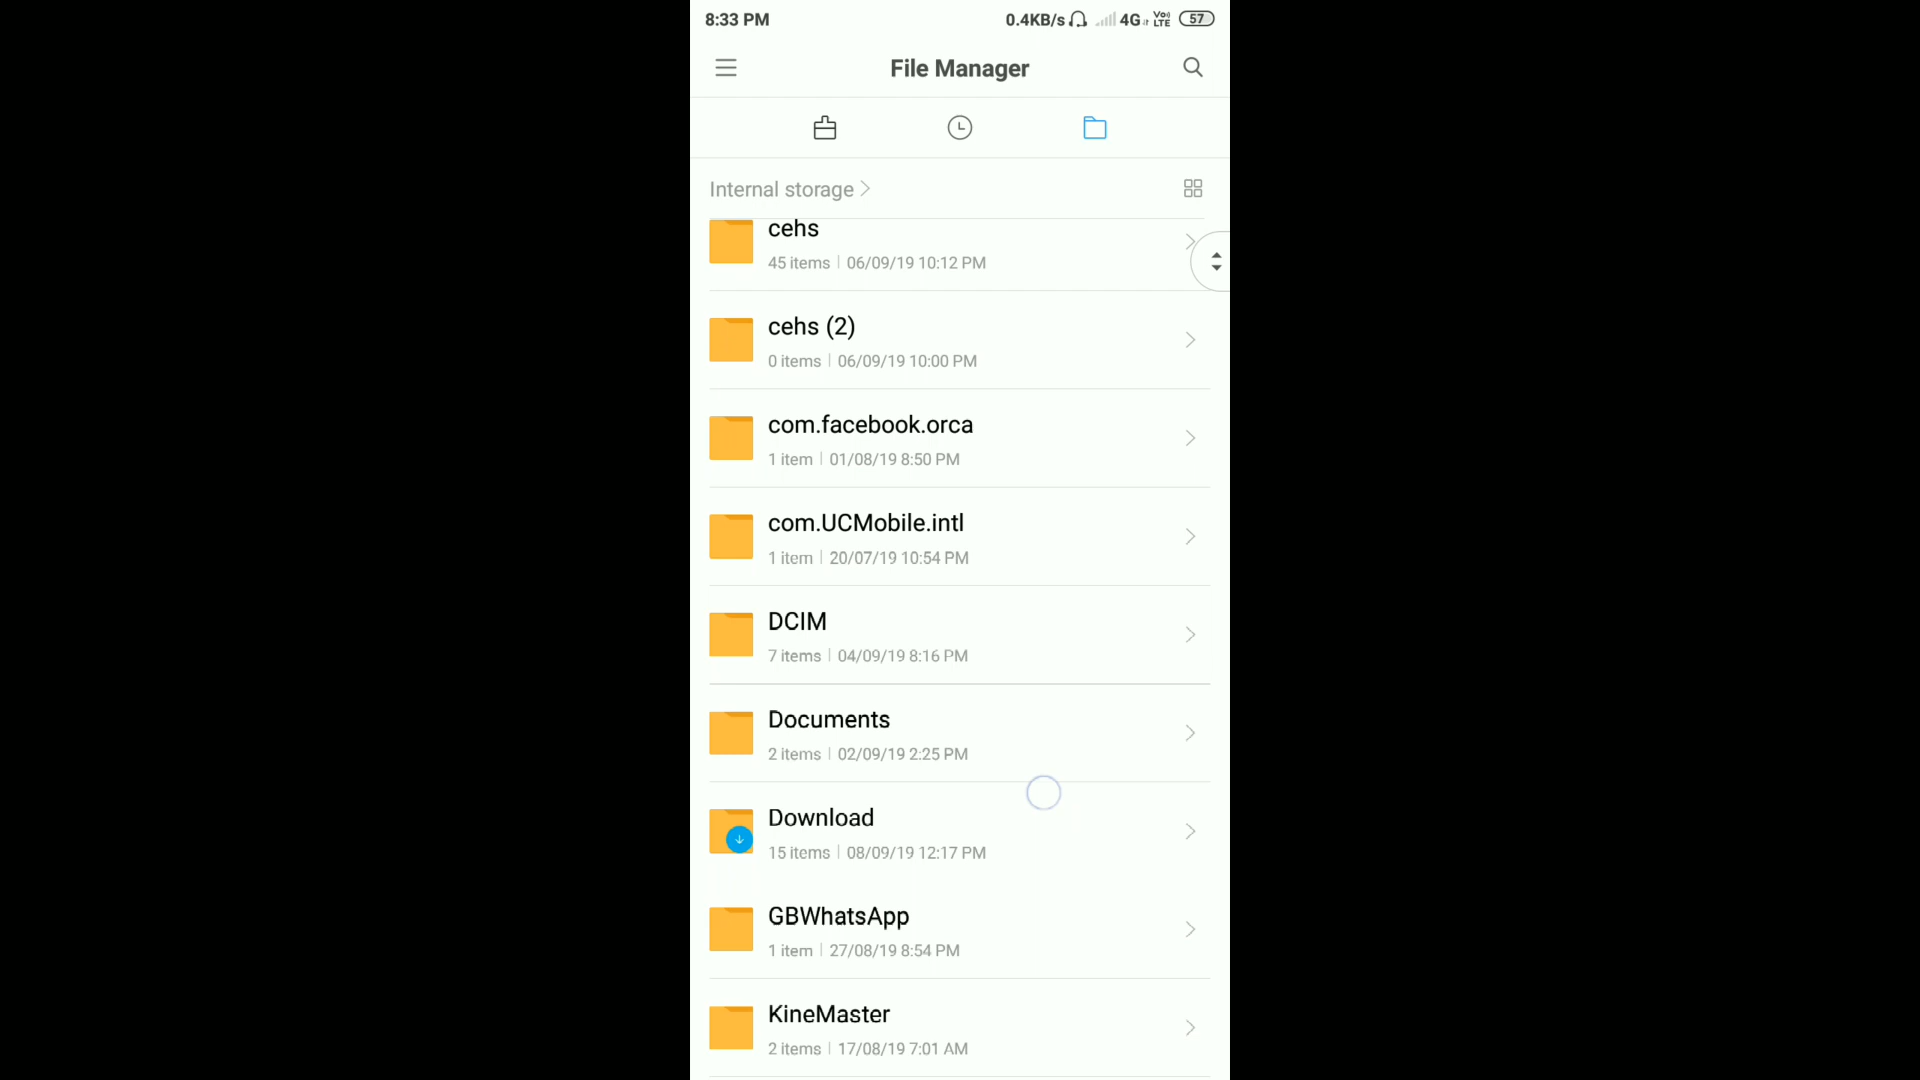 8:33 PM 0.4KB/s 4G Vo) LTE 57
File Manager
Internal storage
cehs
45 items | 06/09/19 10:12 PM
cehs (2)
0 items | 06/09/19 10:00 PM
com.facebook.orca
1 item | 01/08/19 8:50 PM
com.UCMobile.intl
1 item | 20/07/19 10:54 PM
DCIM
7 items | 04/09/19 8:16 PM
Documents
2 items | 02/09/19 2:25 PM
Download
15 items | 08/09/19 12:17 PM
GBWhatsApp
1 item | 27/08/19 8:54 PM
KineMaster
2 items | 17/08/19 7:01 AM